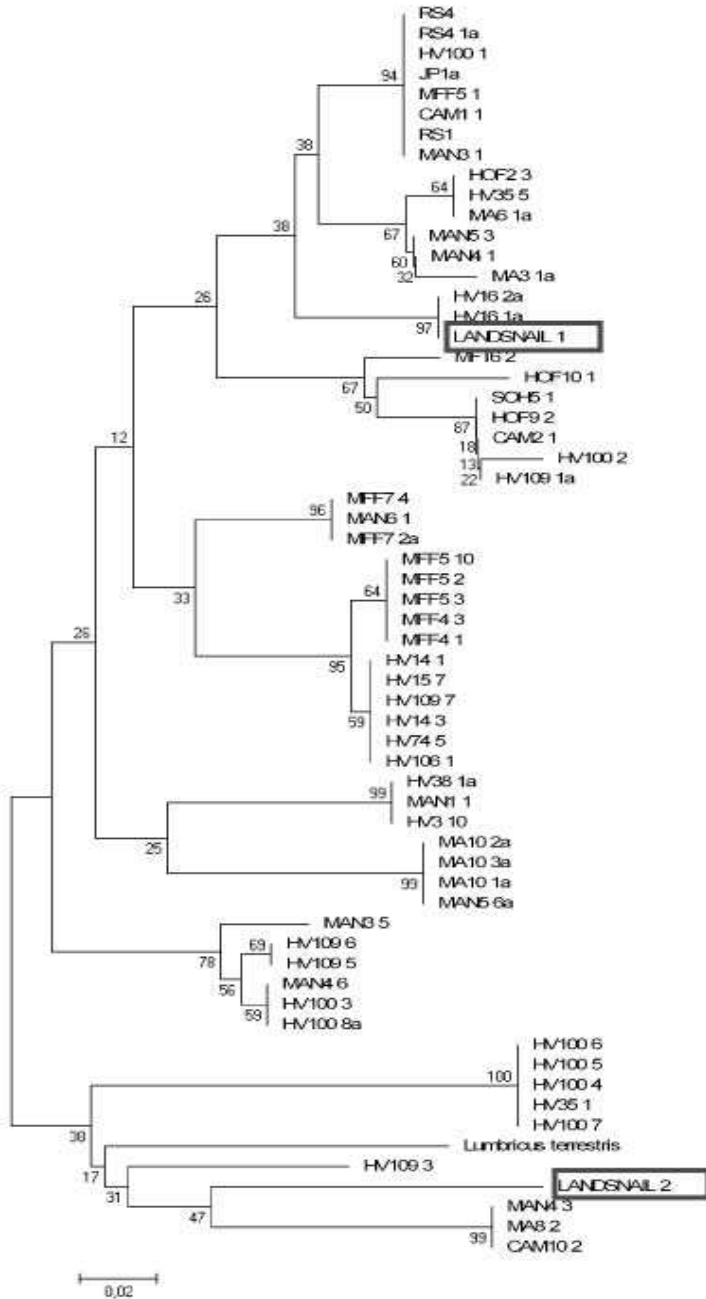 RS4
RS4 1a
HV100 1
JP1a
94
MFF5 1
CAM1 1
RS1
MAN3 1
38
HOF2 3
64
HV35 5
MA6 1a
38
67
MAN5 3
60
MAN4 1
32
MA3 1a
HV16 2a
26
HV16 1a
97
LANDSNAIL 1
MF16 2
67
HOF10 1
50
SOH5 1
HOF9 2
87
CAM2 1
12
18
HV100 2
13
22
HV109 1a
MFF7 4
96
MAN6 1
MFF7 2a
MFF5 10
33
MFF5 2
64
MFF5 3
MFF4 3
MFF4 1
26
95
HV14 1
HV15 7
HV109 7
59
HV14 3
HV74 5
HV106 1
HV38 1a
99
MAN1 1
HV3 10
25
MA10 2a
MA10 3a
99
MA10 1a
MAN5 6a
MAN3 5
69
HV109 6
78
HV109 5
56
MAN4 6
59
HV100 3
HV100 8a
HV100 6
HV100 5
100
HV100 4
HV35 1
38
HV100 7
Lumbricus terrestris
17
HV109 3
31
LANDSNAIL 2
47
MAN4 3
99
MA8 2
CAM10 2
0,02